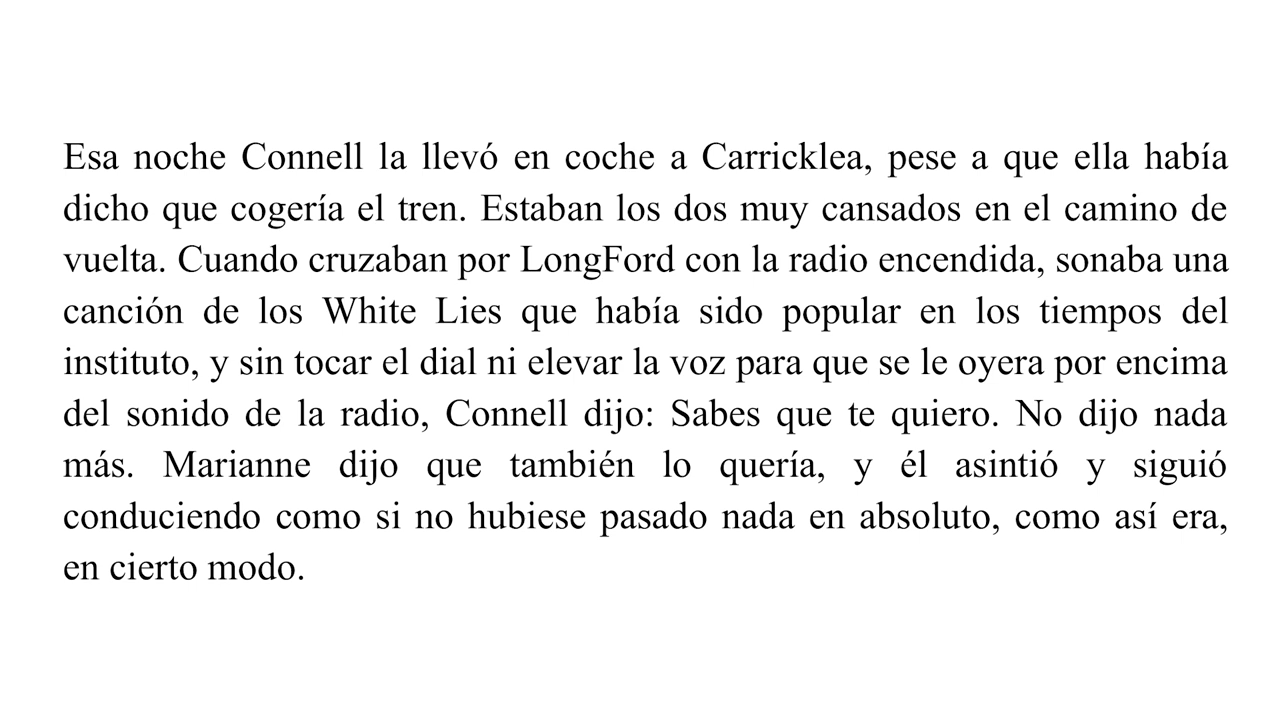 Esa noche Connell la llevó en coche a Carricklea, pese a que ella había
dicho que cogería el tren. Estaban los dos muy cansados en el camino de
vuelta. Cuando cruzaban por LongFord con la radio encendida, sonaba una
canción de los White Lies que había sido popular en los tiempos del
instituto, y sin tocar el dial ni elevar la voz para que se le oyera por encima
del sonido de la radio, Connell dijo: Sabes que te quiero. No dijo nada
más. Marianne dijo que también lo quería, y él asintió y siguió
conduciendo como si no hubiese pasado nada en absoluto, como así era,
en cierto modo.